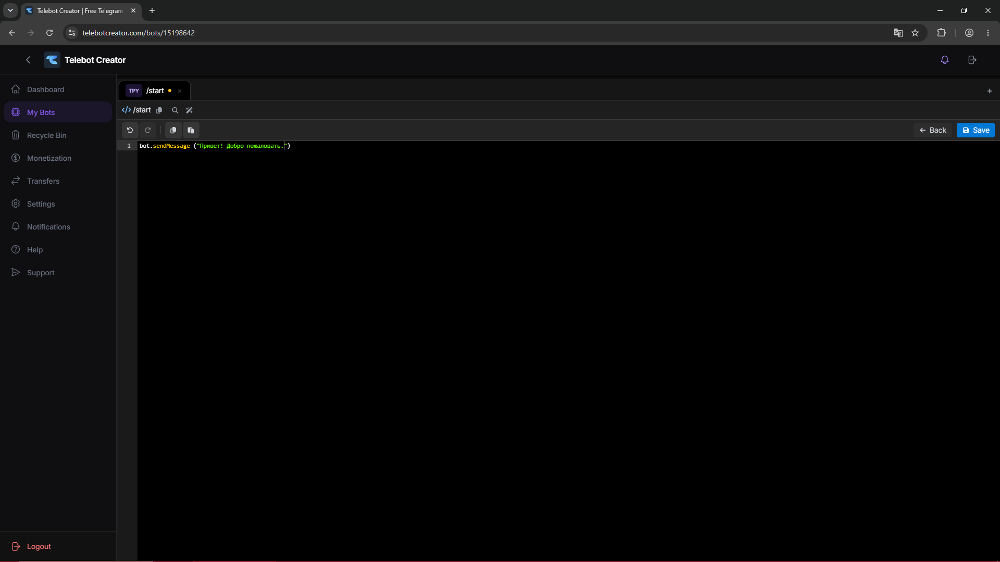 Telebot Creator | Free Telegram
telebotcreator.com/bots/15198642
Telebot Creator
Dashboard
My Bots
Recycle Bin
Monetization
Transfers
Settings
Notifications
Help
Support
Logout
TPY /start
</> /start
Back
Save
1 bot.sendMessage ("Привет! Добро пожаловать.")